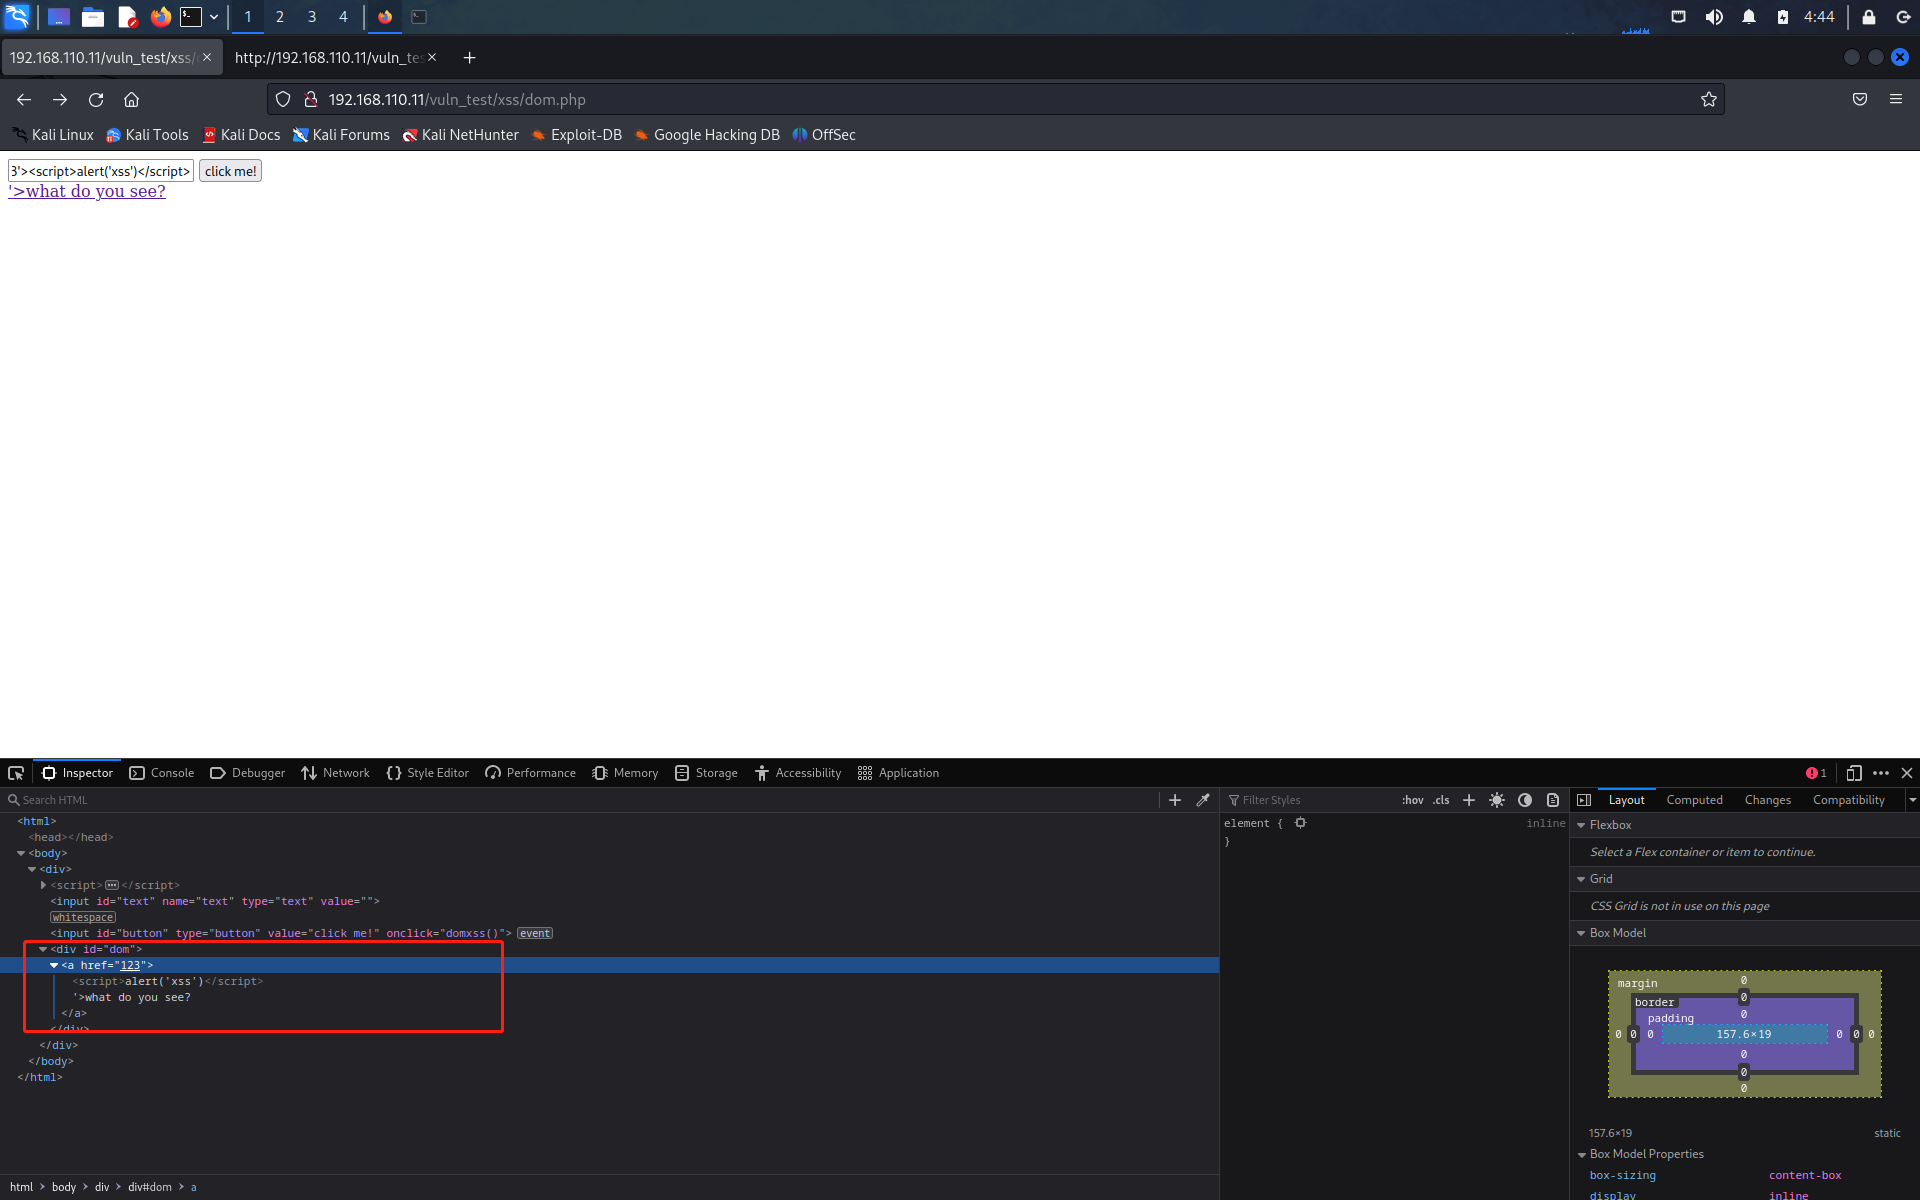 1 2 3 4 4:44
192.168.110.11/vuln_test/xss/ http://192.168.110.11/vuln_te
192.168.110.11/vuln_test/xss/dom.php
Kali Linux Kali Tools Kali Docs Kali Forums Kali NetHunter Exploit-DB Google Hacking DB OffSec
3'><script>alert('xss')</script> click me!
'>what do you see?
Inspector Console Debugger Network Style Editor Performance Memory Storage Accessibility Application 1
Search HTML Filter Styles :hov .cls Layout Computed Changes Compatibility
<html>
<head></head>
<body>
<div>
<script></script>
<input id="text" name="text" type="text" value="">
whitespace
<input id="button" type="button" value="click me!" onclick="domxss()"> event
<div id="dom">
<a href="123">
<script>alert('xss')</script>
'>what do you see?
</a>
</div>
</div>
</body>
</html>
html body div div#dom a
element { inline
}
Flexbox
Select a Flex container or item to continue.
Grid
CSS Grid is not in use on this page
Box Model
margin 0
border 0
padding 0
0 0 0 157.6×19 0 0 0
0
0
0
157.6×19 static
Box Model Properties
box-sizing content-box
display inline